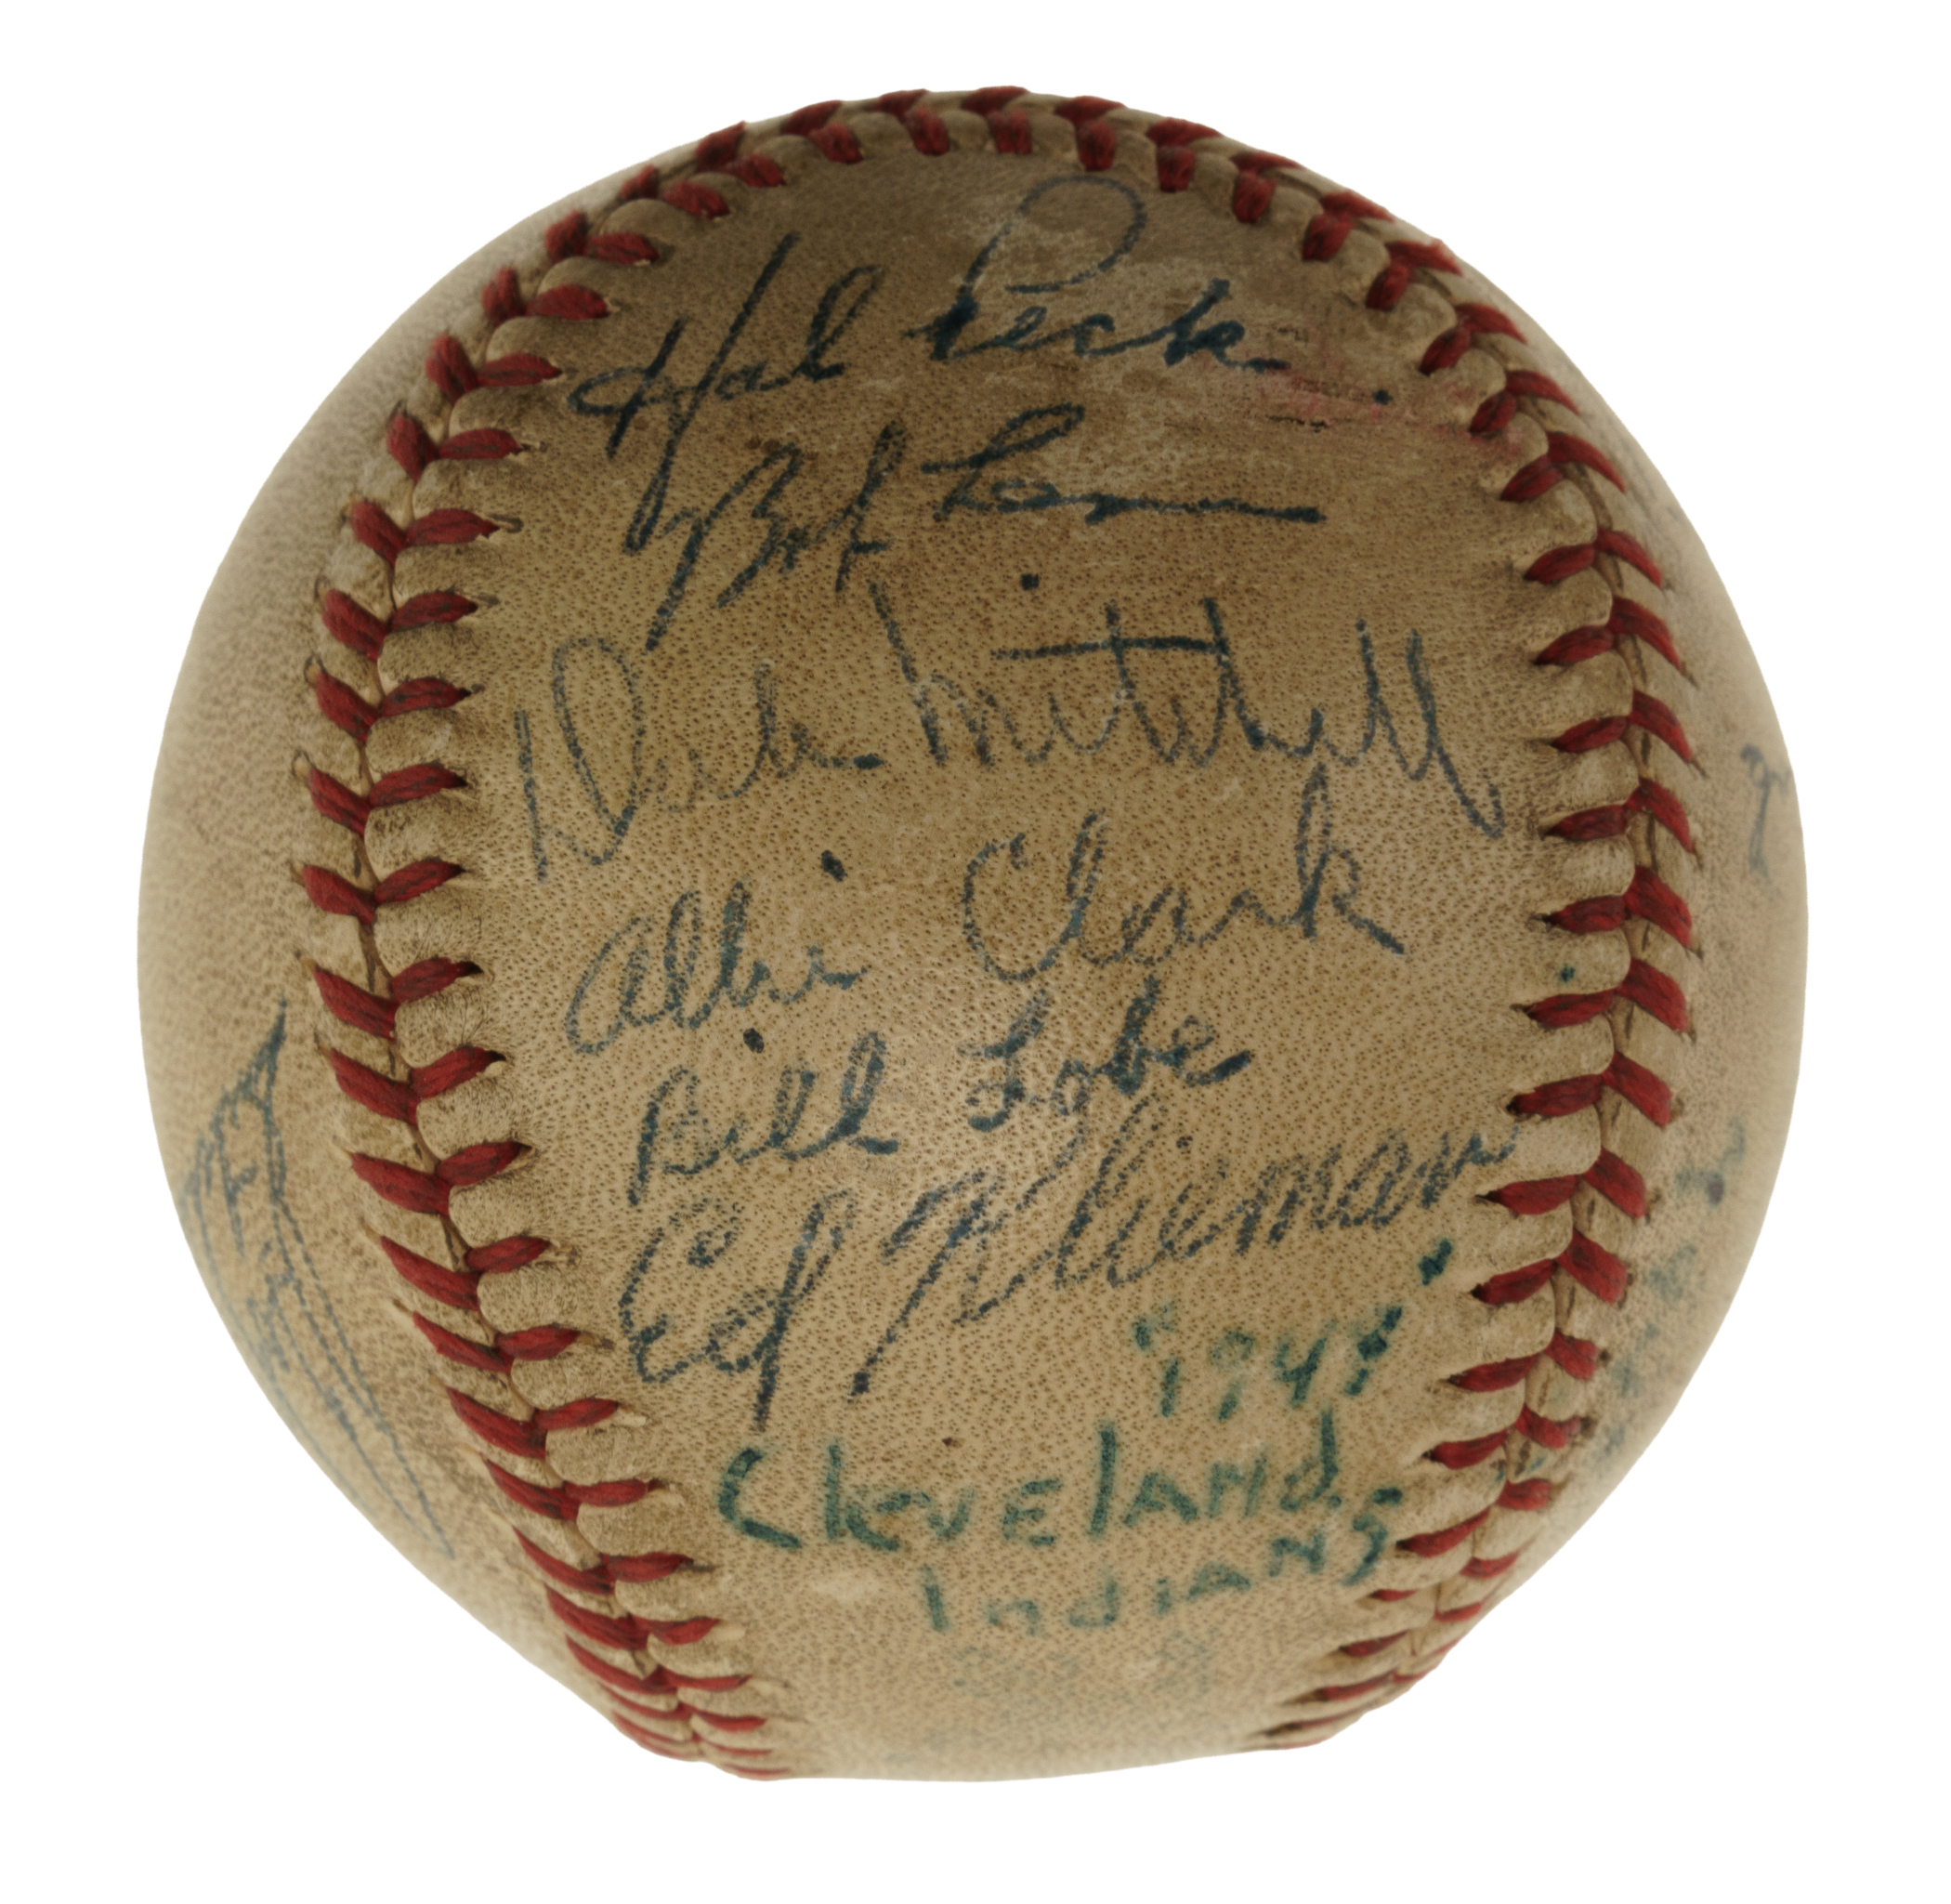 Hal Peck
Bob Lemon
Dale Mitchell
Allie Clark
Bill Lobe
Ed Klieman
"1948"
Cleveland
Indians